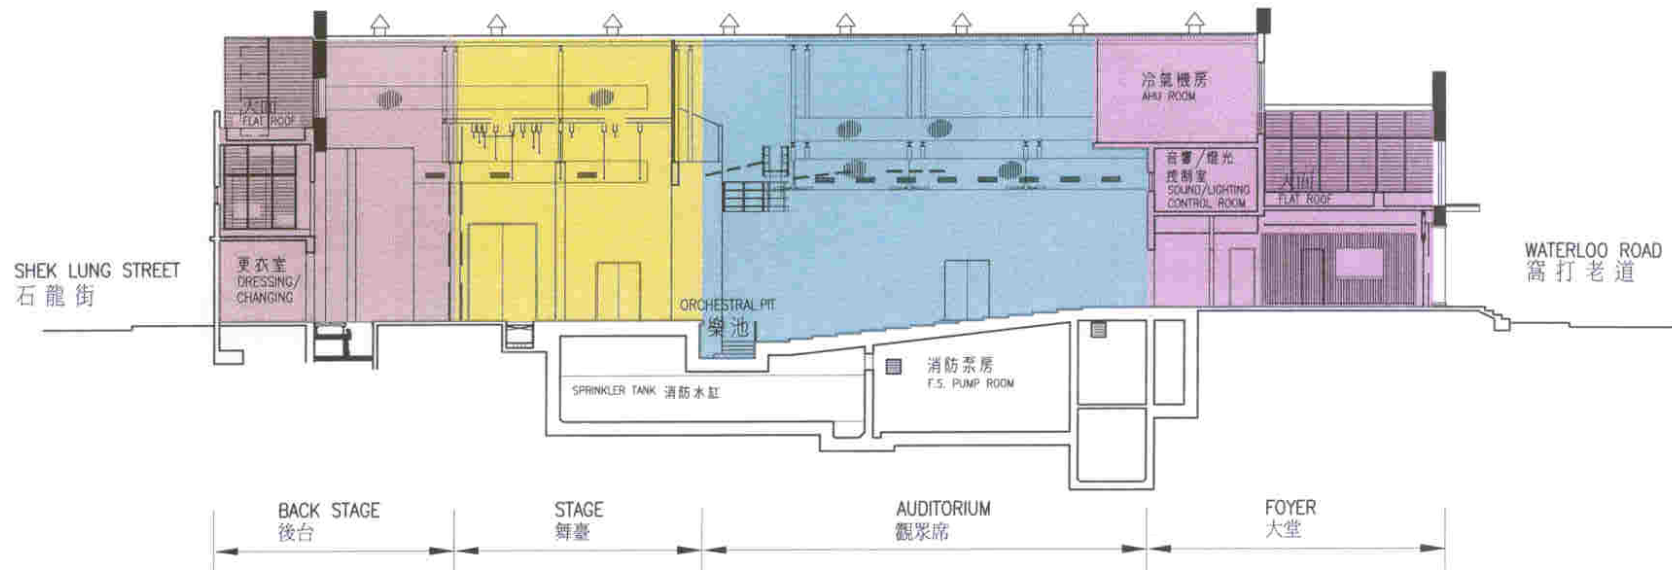 冷氣機房
AHU ROOM
天面
FLAT ROOF
音響/燈光
控制室
SOUND/LIGHTING
CONTROL ROOM
天面
FLAT ROOF
SHEK LUNG STREET
石龍街
更衣室
DRESSING/
CHANGING
WATERLOO ROAD
窩打老道
ORCHESTRAL PIT
樂池
消防泵房
F.S. PUMP ROOM
SPRINKLER TANK 消防水缸
BACK STAGE
後台
STAGE
舞臺
AUDITORIUM
觀眾席
FOYER
大堂